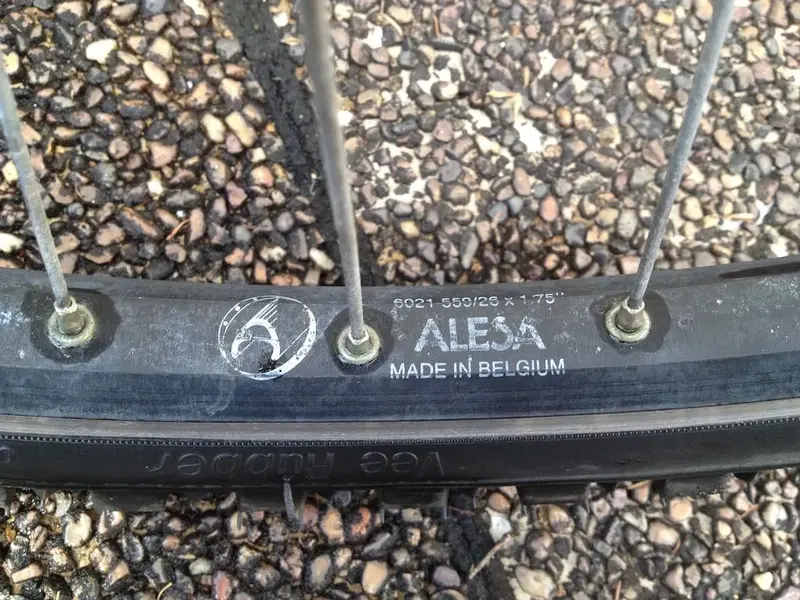 6021 559/26 x 1.75"
ALESA
MADE IN BELGIUM
Vee Rubber